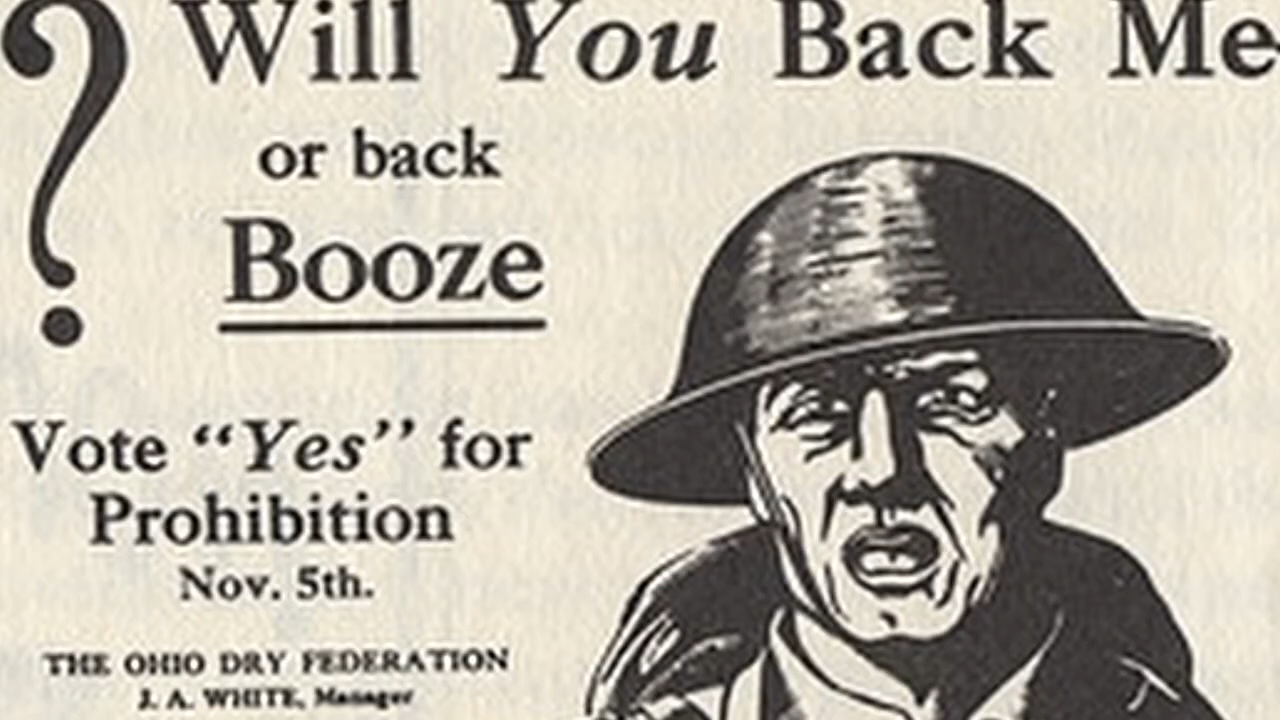 ? Will You Back Me
or back
Booze
Vote “Yes” for
Prohibition
Nov. 5th.
THE OHIO DRY FEDERATION
J. A. WHITE, Manager